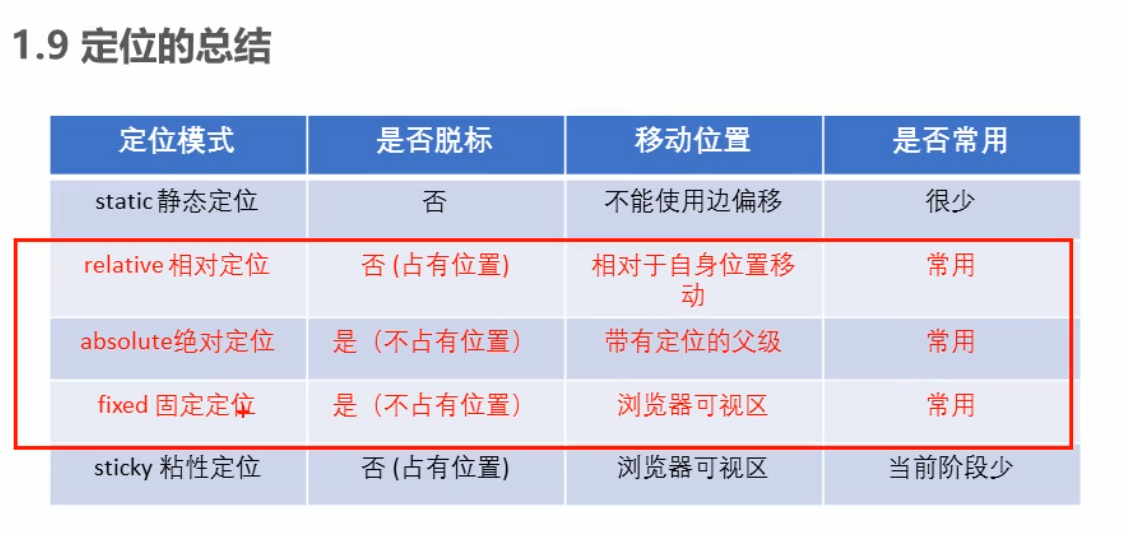 1.9 定位的总结
定位模式 是否脱标 移动位置 是否常用
static 静态定位 否 不能使用边偏移 很少
relative 相对定位 否 (占有位置) 相对于自身位置移 常用
动
absolute绝对定位 是（不占有位置） 带有定位的父级 常用
fixed 固定定位 是（不占有位置） 浏览器可视区 常用
sticky 粘性定位 否 (占有位置) 浏览器可视区 当前阶段少